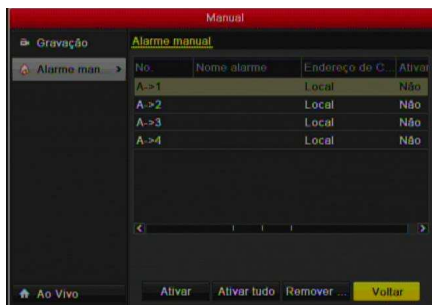 Manual
Gravação
Alarme man >
Alarme manual
No. Nome alarme Endereço de C... Ativar
A->1 Local Não
A->2 Local Não
A->3 Local Não
A->4 Local Não
Ao Vivo
Ativar Ativar tudo Remover ... Voltar